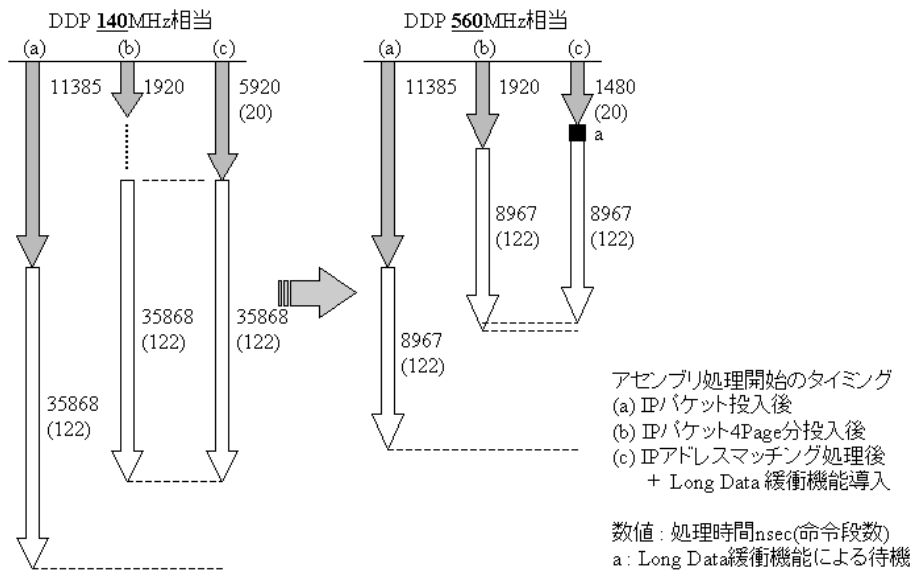 DDP 140MHz相当
(a) (b) (c)
11385 1920 5920
(20)
35868
(122)
35868
(122)
35868
(122)
DDP 560MHz相当
(a) (b) (c)
11385 1920 1480
(20)
a
8967
(122)
8967
(122)
8967
(122)
アセンブリ処理開始のタイミング
(a) IPパケット投入後
(b) IPパケット4Page分投入後
(c) IPアドレスマッチング処理後
+ Long Data 緩衝機能導入
数値 : 処理時間nsec(命令段数)
a : Long Data緩衝機能による待機